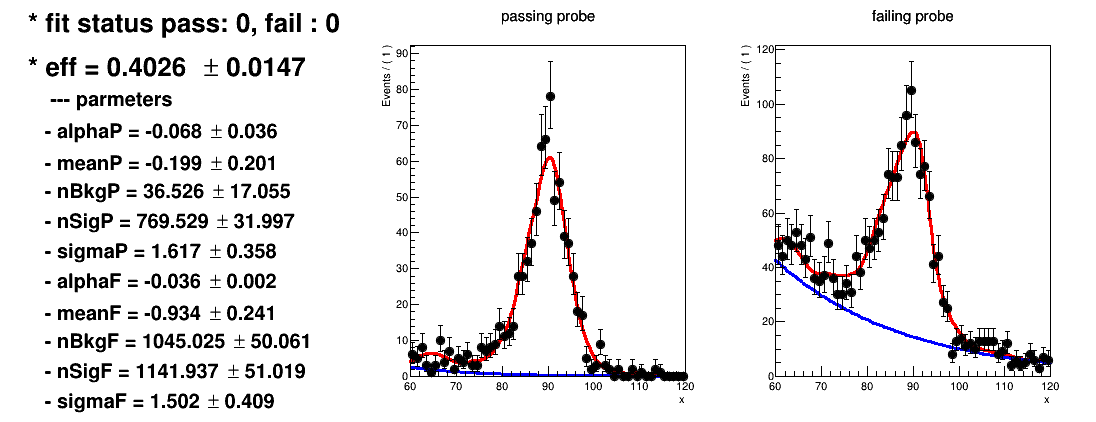 * fit status pass: 0, fail : 0
* eff = 0.4026 ± 0.0147
--- parmeters
- alphaP = -0.068 ± 0.036
- meanP = -0.199 ± 0.201
- nBkgP = 36.526 ± 17.055
- nSigP = 769.529 ± 31.997
- sigmaP = 1.617 ± 0.358
- alphaF = -0.036 ± 0.002
- meanF = -0.934 ± 0.241
- nBkgF = 1045.025 ± 50.061
- nSigF = 1141.937 ± 51.019
- sigmaF = 1.502 ± 0.409
passing probe
Events / ( 1 )
90
80
70
60
50
40
30
20
10
0
60 70 80 90 100 110 120
x
failing probe
Events / ( 1 )
120
100
80
60
40
20
0
60 70 80 90 100 110 120
x